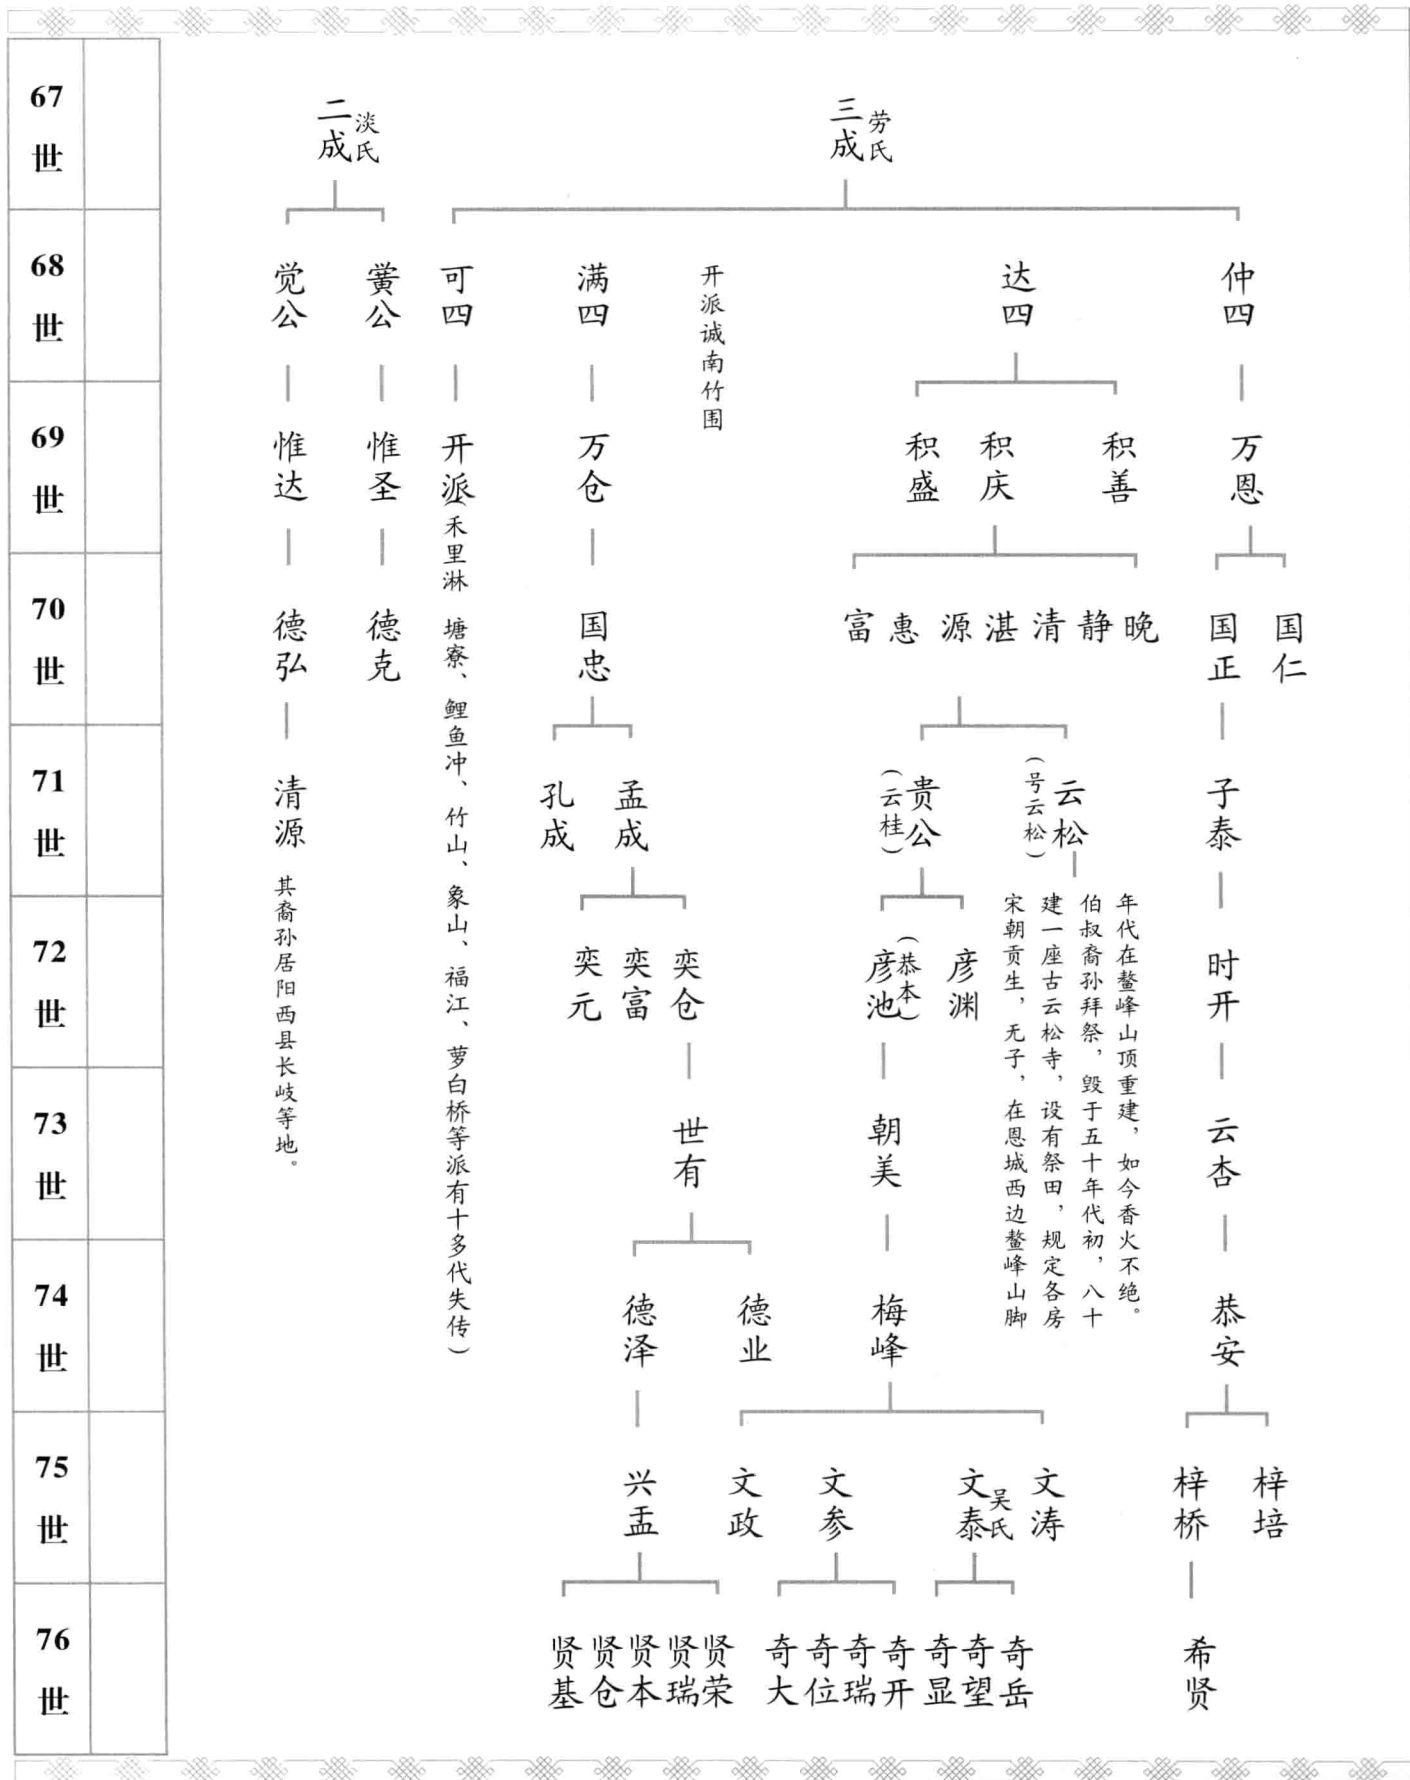 67世
二成 淡氏
三成 劳氏
68世
觉公
黉公
可四
满四
开派诚南竹围
达四
仲四
69世
惟达
惟圣
开派（禾里淋 塘寮、鲤鱼冲、竹山、象山、福江、萝白桥等派有十多代失传）
万仓
积盛
积庆
积善
万恩
70世
德弘
德克
国忠
富
惠
源
湛
清
静
晚
国正
国仁
71世
清源 其裔孙居阳西县长岐等地。
孔成
孟成
贵公（云桂）
云松（号云松）
子泰
72世
奕元
奕富
奕仓
彦池（恭本）
彦渊
宋朝贡生，无子，在恩城西边鳌峰山脚
建一座古云松寺，设有祭田，规定各房
伯叔裔孙拜祭，毁于五十年代初，八十
年代在鳌峰山顶重建，如今香火不绝。
时开
73世
世有
朝美
云杏
74世
德泽
德业
梅峰
恭安
75世
兴盂
文政
文参
文泰 吴氏
文涛
梓桥
梓培
76世
贤基
贤仓
贤本
贤瑞
贤荣
奇大
奇位
奇瑞
奇开
奇显
奇望
奇岳
希贤